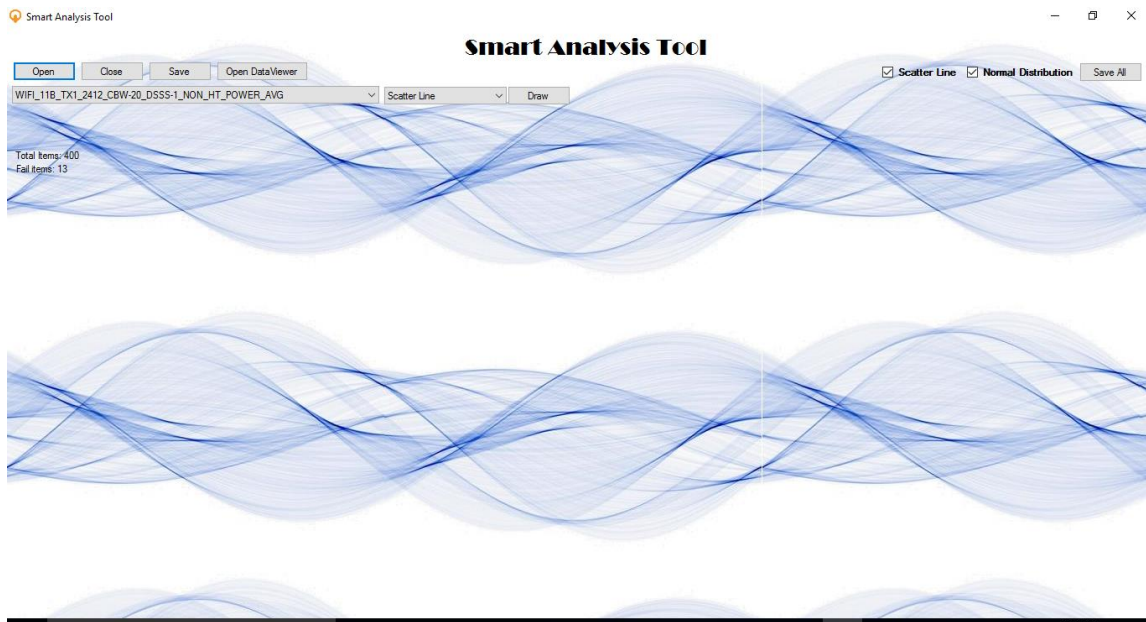 Smart Analysis Tool
Smart Analysis Tool
Open Close Save Open DataViewer Scatter Line Normal Distribution Save All
WIFI_11B_TX1_2412_CBW-20_DSSS-1_NON_HT_POWER_AVG Scatter Line Draw
Total Items: 400
Fail items: 13